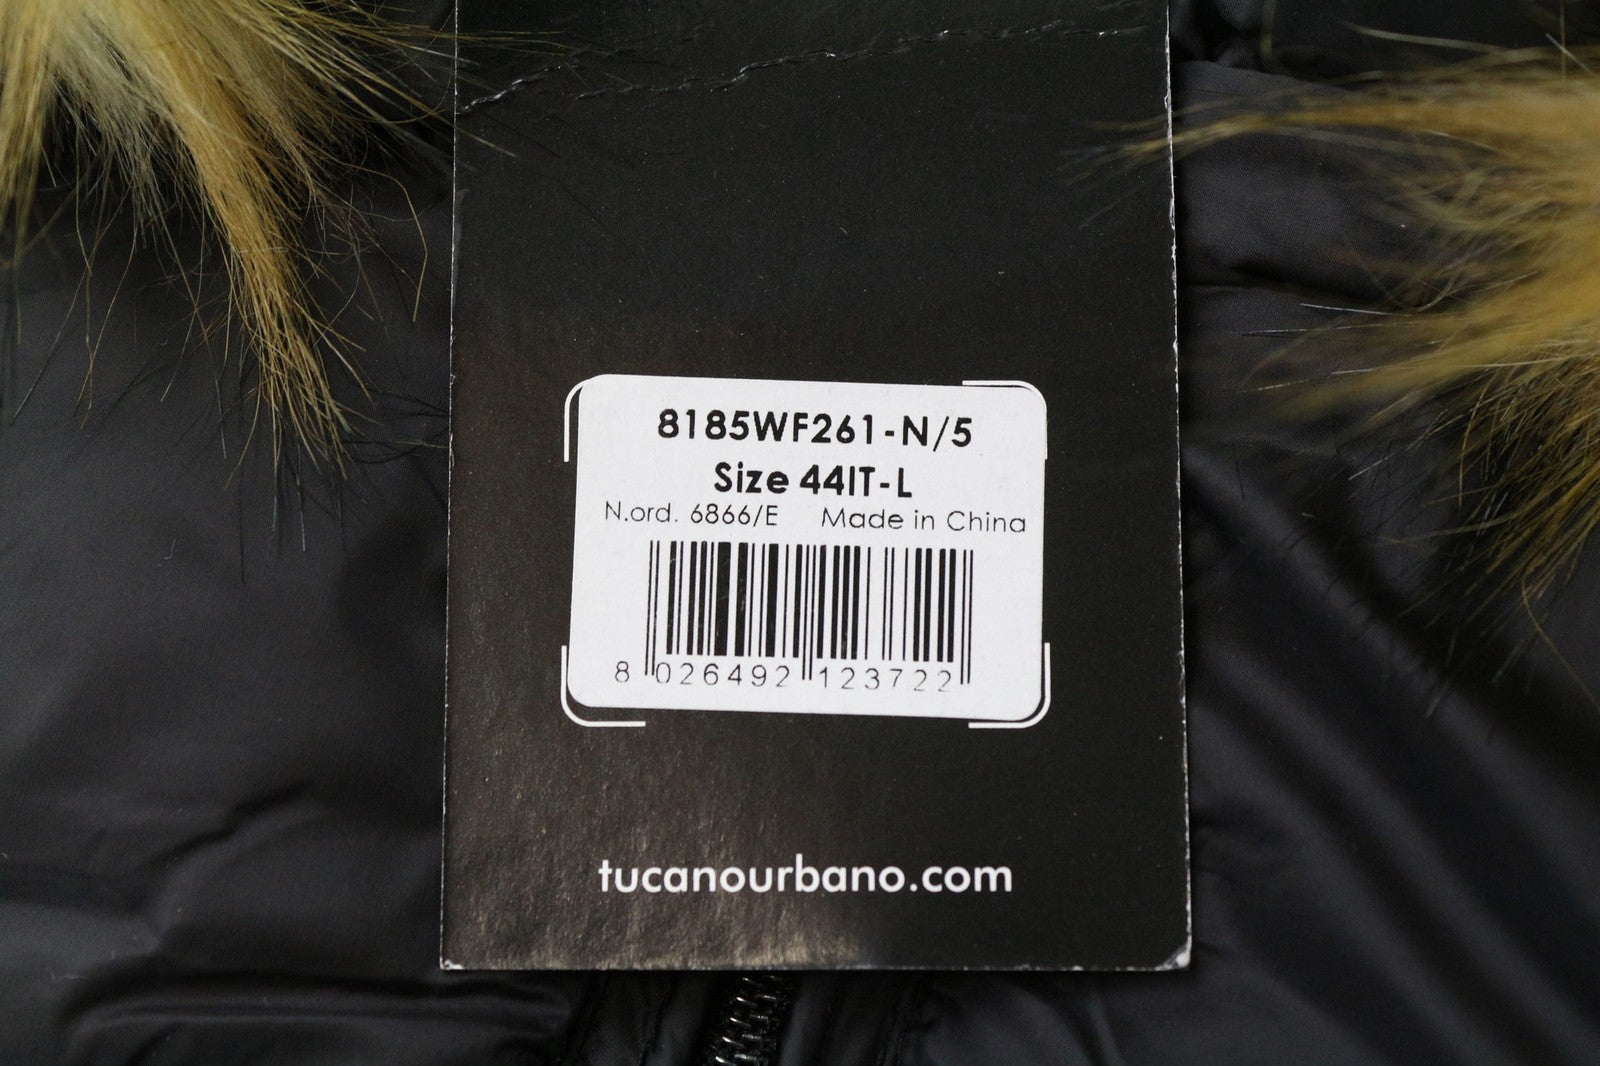 8185WF261-N/5
Size 44IT-L
N.ord. 6866/E Made in China
8 026492 123722
tucanourbano.com